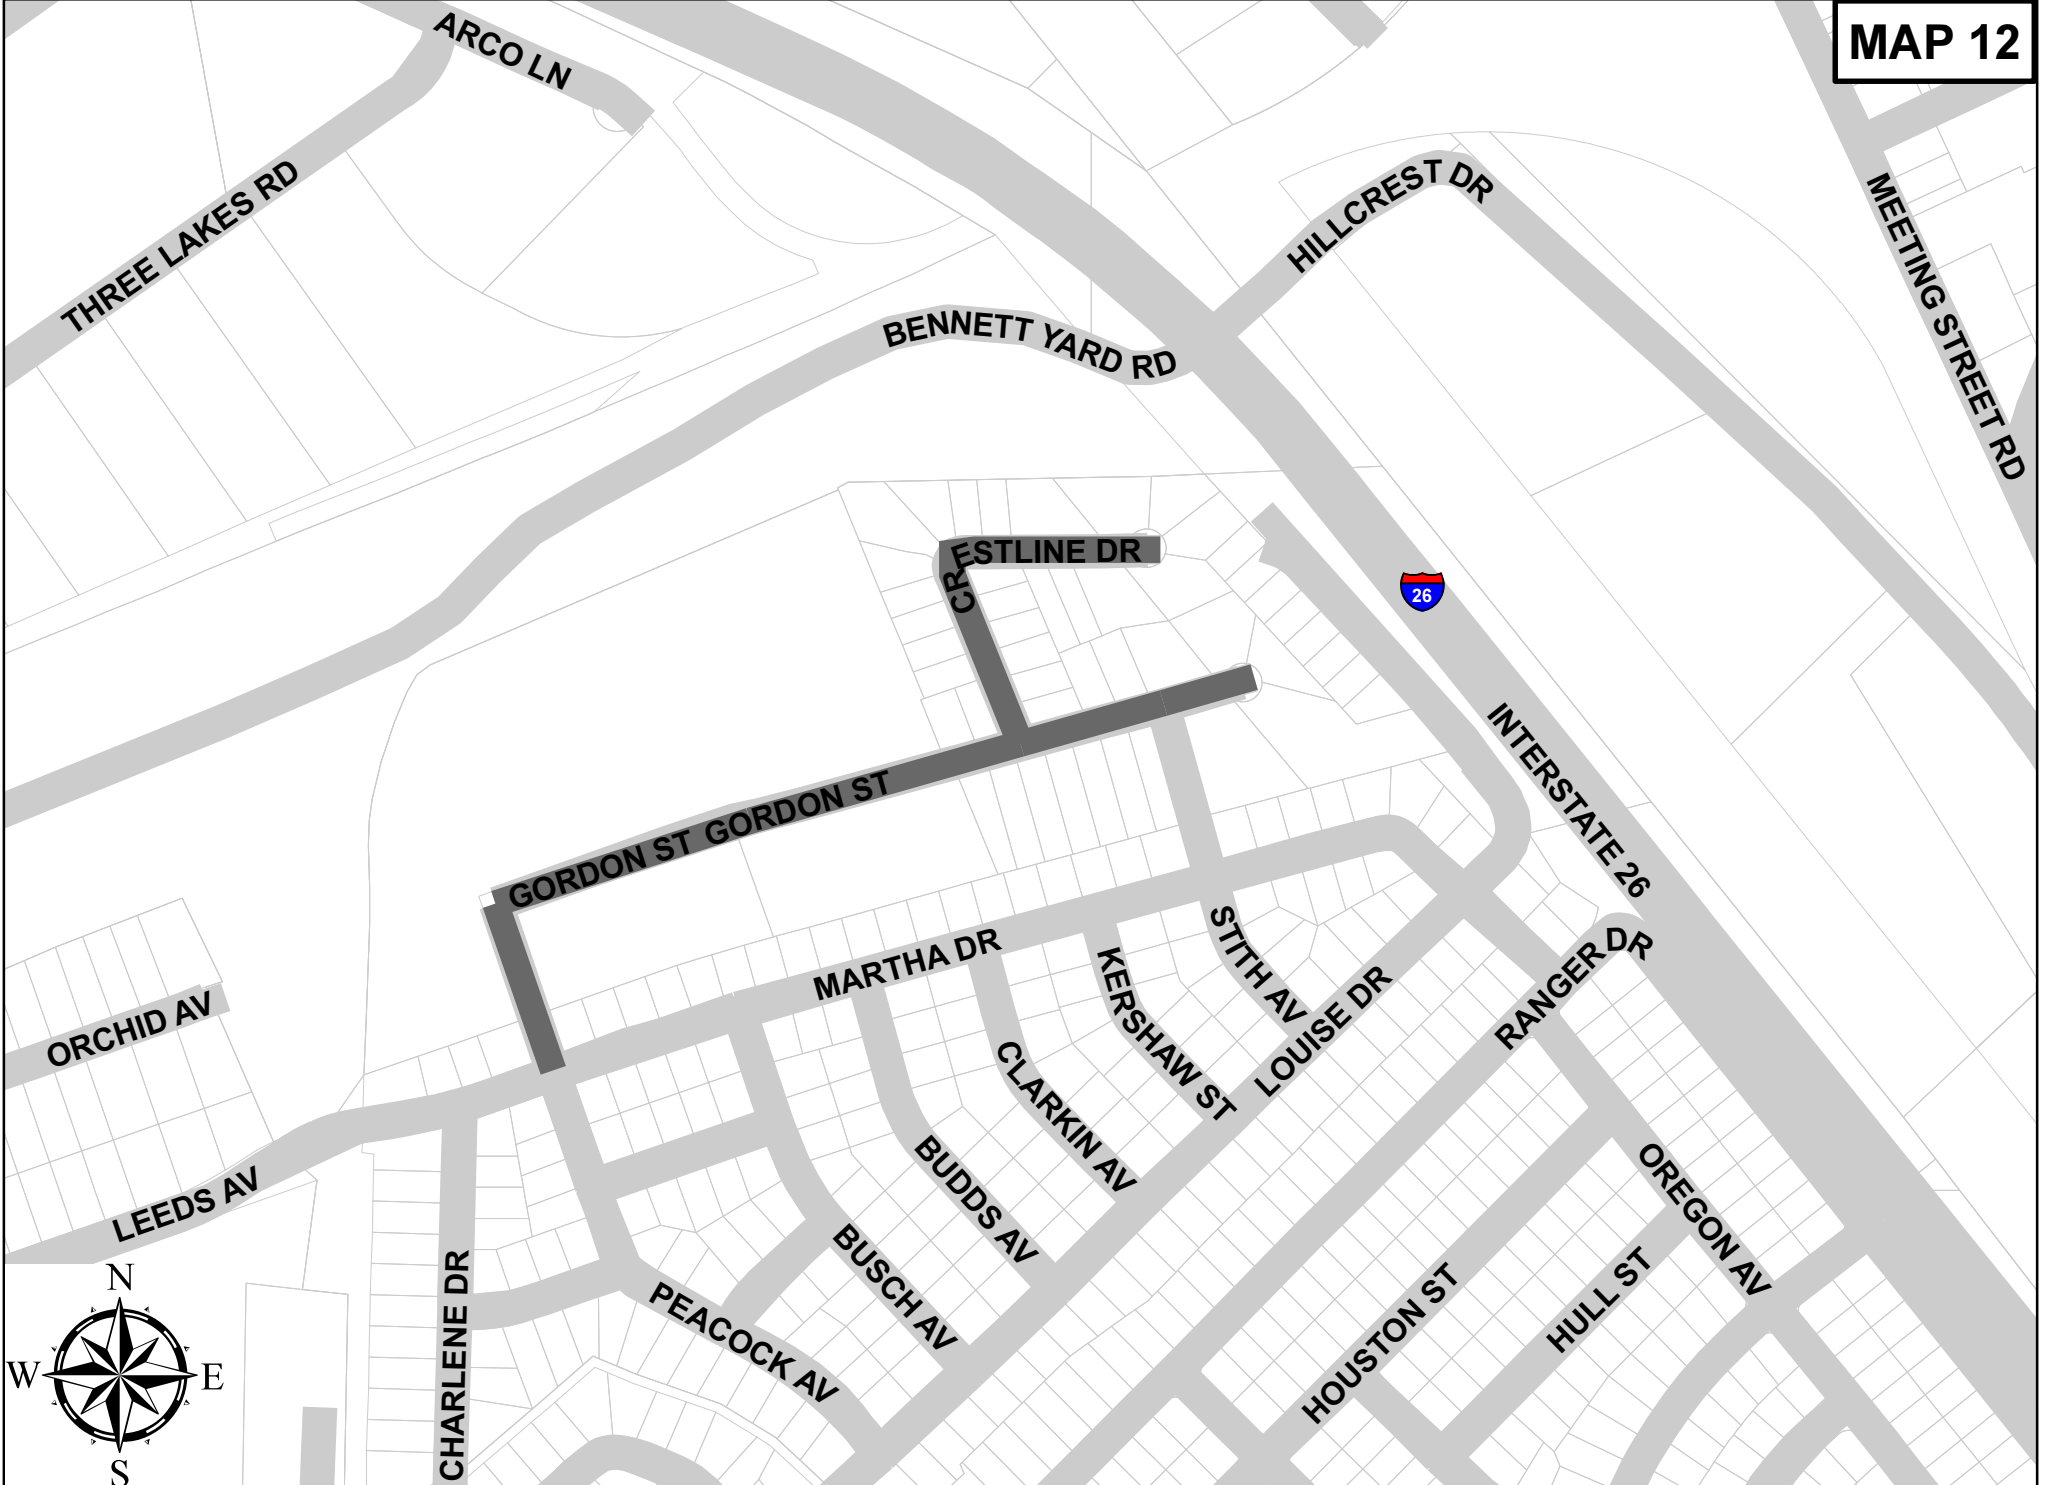 MAP 12
ARCO LN
THREE LAKES RD
HILLCREST DR
MEETING STREET RD
BENNETT YARD RD
CRESTLINE DR
26
INTERSTATE 26
GORDON ST GORDON ST
MARTHA DR
STITH AV
KERSHAW ST
LOUISE DR
RANGER DR
ORCHID AV
CLARKIN AV
LEEDS AV
BUDDS AV
OREGON AV
BUSCH AV
CHARLENE DR
PEACOCK AV
HOUSTON ST
HULL ST
N
W E
S